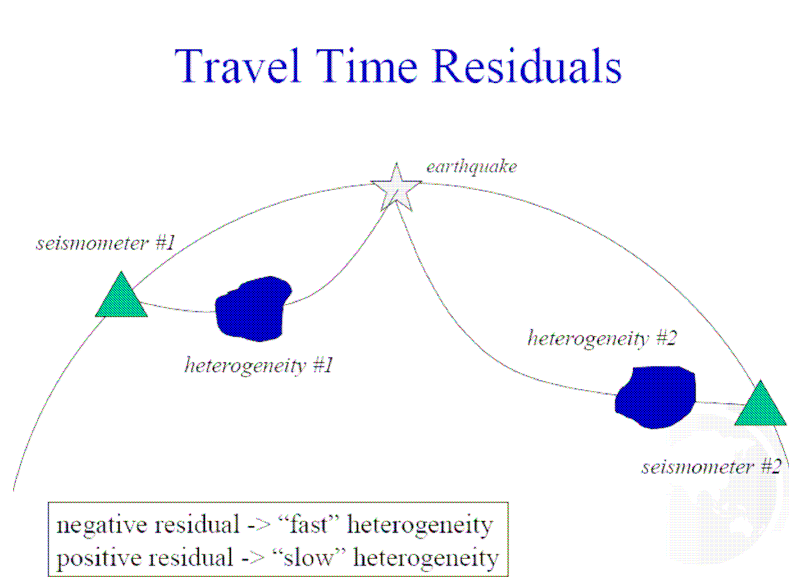 Travel Time Residuals
earthquake
seismometer #1
heterogeneity #1
heterogeneity #2
seismometer #2
negative residual -> “fast” heterogeneity
positive residual -> “slow” heterogeneity